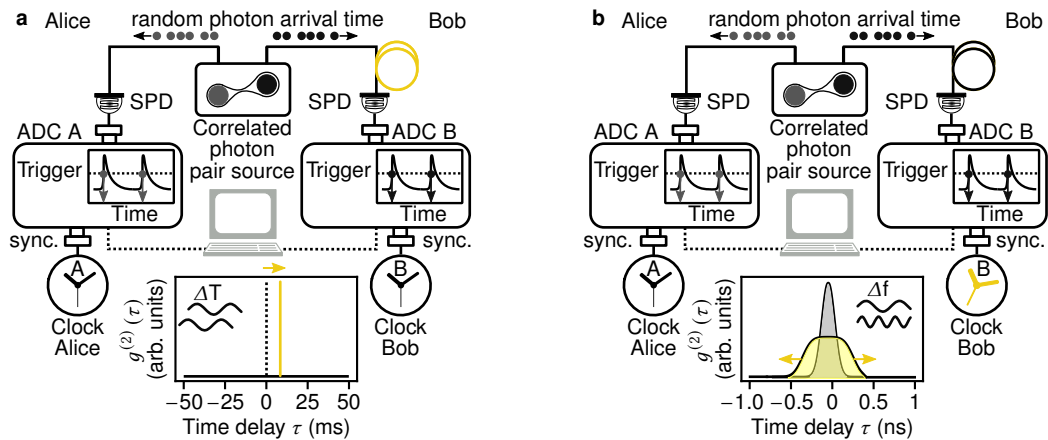 a
Alice
random photon arrival time
Bob
SPD
SPD
ADC A
Correlated
photon
pair source
ADC B
Trigger
Time
Trigger
Time
sync.
sync.
A
B
Clock
Alice
Clock
Bob
ΔT
g⁽²⁾ (τ)
(arb. units)
−50 −25 0 25 50
Time delay τ (ms)
b
Alice
random photon arrival time
Bob
SPD
SPD
ADC A
Correlated
photon
pair source
ADC B
Trigger
Time
Trigger
Time
sync.
sync.
A
B
Clock
Alice
Clock
Bob
Δf
g⁽²⁾ (τ)
(arb. units)
−1.0 −0.5 0 0.5 1
Time delay τ (ns)